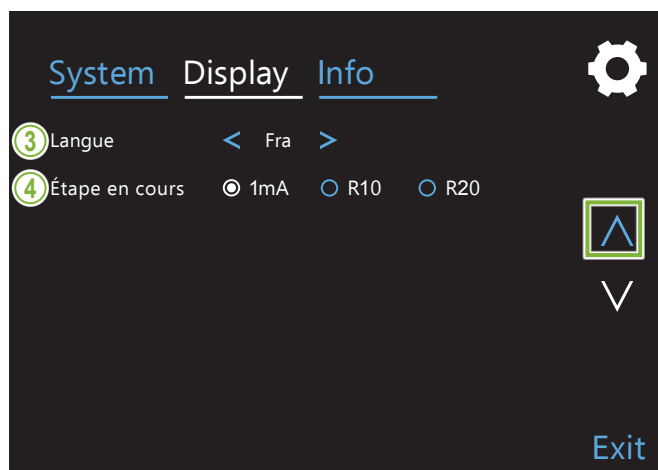 System Display Info
3 Langue < Fra >
4 Étape en cours 1mA R10 R20
Exit